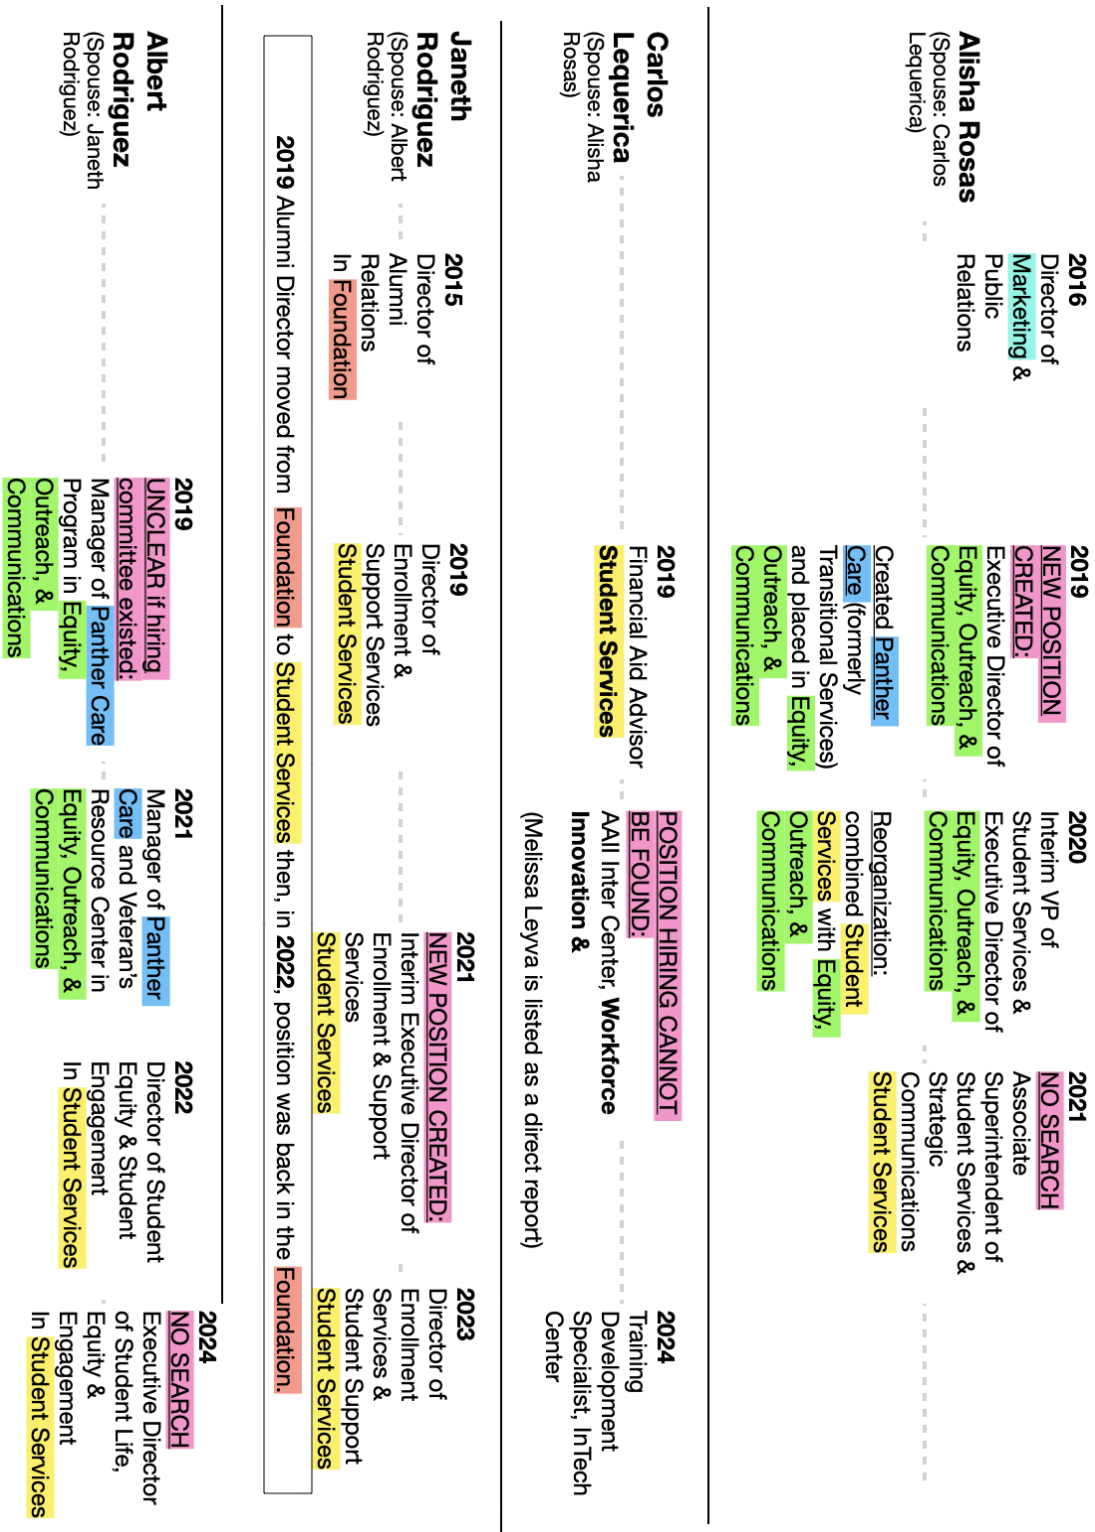 Alisha Rosas
(Spouse: Carlos
Lequerica)
2016
Director of
Marketing &
Public
Relations
2019
NEW POSITION
CREATED:
Executive Director of
Equity, Outreach, &
Communications
Created Panther
Care (formerly
Transitional Services)
and placed in Equity,
Outreach, &
Communications
2020
Interim VP of
Student Services &
Executive Director of
Equity, Outreach, &
Communications
Reorganization:
combined Student
Services with Equity,
Outreach, &
Communications
2021
NO SEARCH
Associate
Superintendent of
Student Services &
Strategic
Communications
Student Services
Carlos
Lequerica
(Spouse: Alisha
Rosas)
2019
Financial Aid Advisor
Student Services
POSITION HIRING CANNOT
BE FOUND:
AAII Inter Center, Workforce
Innovation &
(Melissa Leyva is listed as a direct report)
2024
Training
Development
Specialist, InTech
Center
Janeth
Rodriguez
(Spouse: Albert
Rodriguez)
2015
Director of
Alumni
Relations
In Foundation
2019
Director of
Enrollment &
Support Services
Student Services
2021
NEW POSITION CREATED:
Interim Executive Director of
Enrollment & Support
Services
Student Services
2023
Director of
Enrollment
Services &
Student Support
Student Services
2019 Alumni Director moved from Foundation to Student Services then, in 2022, position was back in the Foundation.
Albert
Rodriguez
(Spouse: Janeth
Rodriguez)
2019
UNCLEAR if hiring
committee existed:
Manager of Panther Care
Program in Equity,
Outreach, &
Communications
2021
Manager of Panther
Care and Veteran's
Resource Center in
Equity, Outreach, &
Communications
2022
Director of Student
Equity & Student
Engagement
In Student Services
2024
NO SEARCH
Executive Director
of Student Life,
Equity &
Engagement
In Student Services